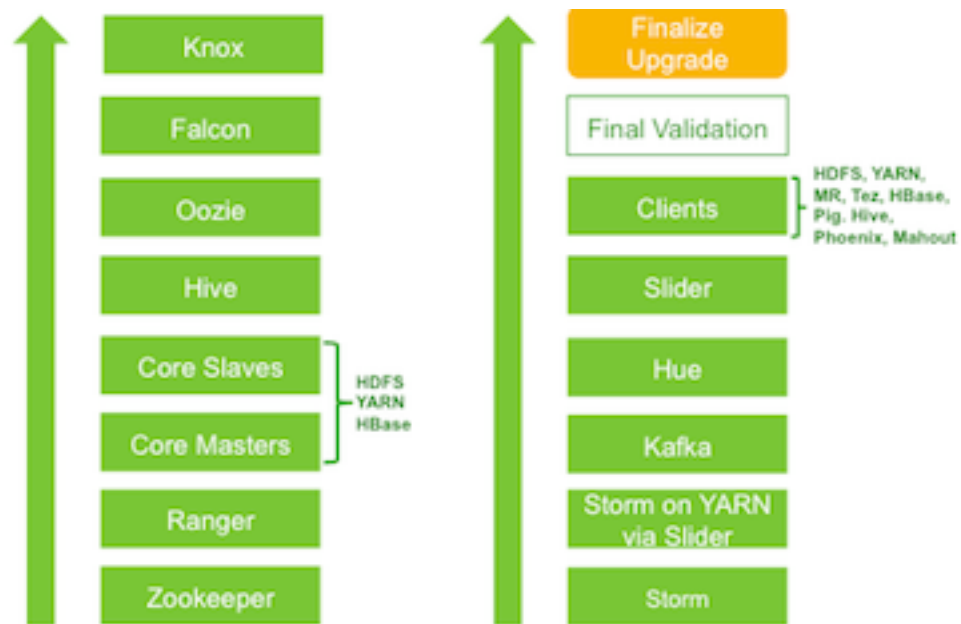 Knox
Falcon
Oozie
Hive
Core Slaves
Core Masters
HDFS
YARN
HBase
Ranger
Zookeeper
Finalize
Upgrade
Final Validation
Clients
HDFS, YARN,
MR, Tez, HBase,
Pig. Hive,
Phoenix, Mahout
Slider
Hue
Kafka
Storm on YARN
via Slider
Storm